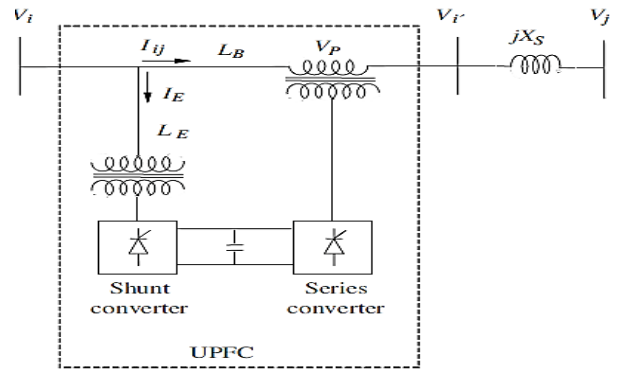 V_i
V_i'
V_j
I_ij
L_B
V_P
jX_S
I_E
L_E
Shunt converter
Series converter
UPFC